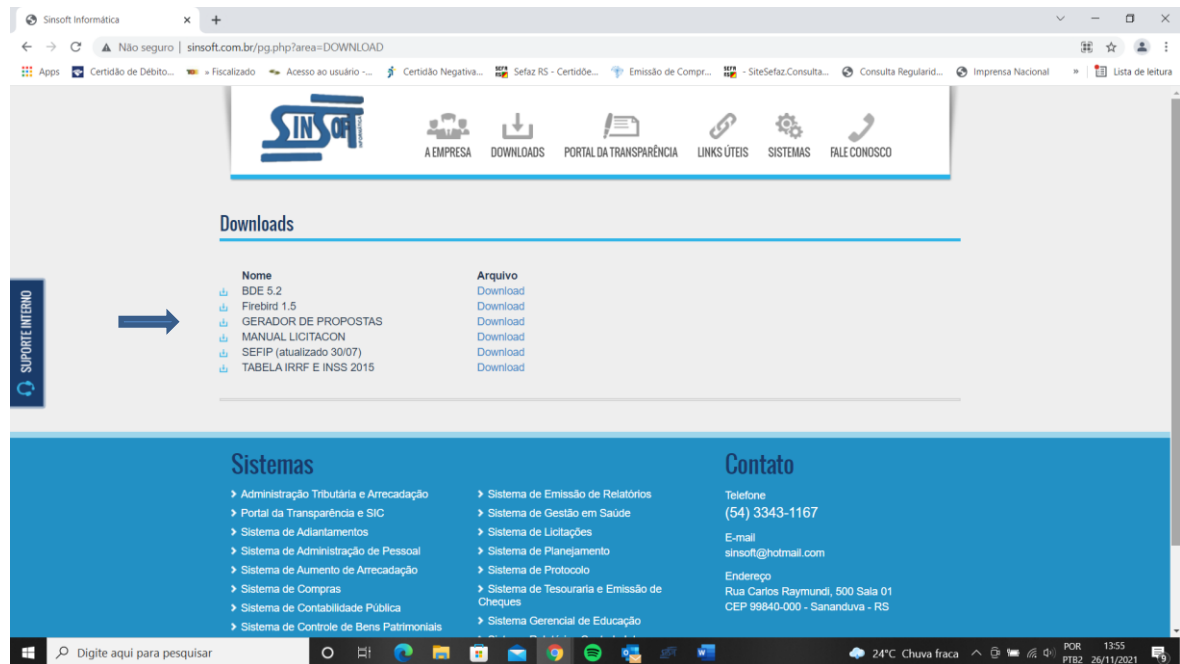 Sinsoft Informática
Não seguro | sinsoft.com.br/pg.php?area=DOWNLOAD
Apps Certidão de Débito... » Fiscalizado Acesso ao usuário -... Certidão Negativa... Sefaz RS - Certidõe... Emissão de Compr... - SiteSefaz.Consulta... Consulta Regularid... Imprensa Nacional » Lista de leitura
SINSOFT INFORMÁTICA
A EMPRESA DOWNLOADS PORTAL DA TRANSPARÊNCIA LINKS ÚTEIS SISTEMAS FALE CONOSCO
Downloads
Nome Arquivo
BDE 5.2 Download
Firebird 1.5 Download
GERADOR DE PROPOSTAS Download
MANUAL LICITACON Download
SEFIP (atualizado 30/07) Download
TABELA IRRF E INSS 2015 Download
SUPORTE INTERNO
Sistemas
Administração Tributária e Arrecadação
Portal da Transparência e SIC
Sistema de Adiantamentos
Sistema de Administração de Pessoal
Sistema de Aumento de Arrecadação
Sistema de Compras
Sistema de Contabilidade Pública
Sistema de Controle de Bens Patrimoniais
Sistema de Emissão de Relatórios
Sistema de Gestão em Saúde
Sistema de Licitações
Sistema de Planejamento
Sistema de Protocolo
Sistema de Tesouraria e Emissão de
Cheques
Sistema Gerencial de Educação
Contato
Telefone
(54) 3343-1167
E-mail
sinsoft@hotmail.com
Endereço
Rua Carlos Raymundi, 500 Sala 01
CEP 99840-000 - Sananduva - RS
Digite aqui para pesquisar
24°C Chuva fraca
POR 13:55
PTB2 26/11/2021